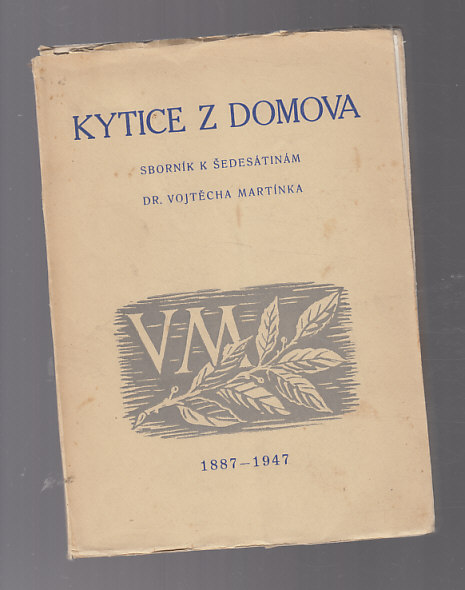 KYTICE Z DOMOVA
SBORNÍK K ŠEDESÁTINÁM
DR. VOJTĚCHA MARTÍNKA
VM
1887-1947